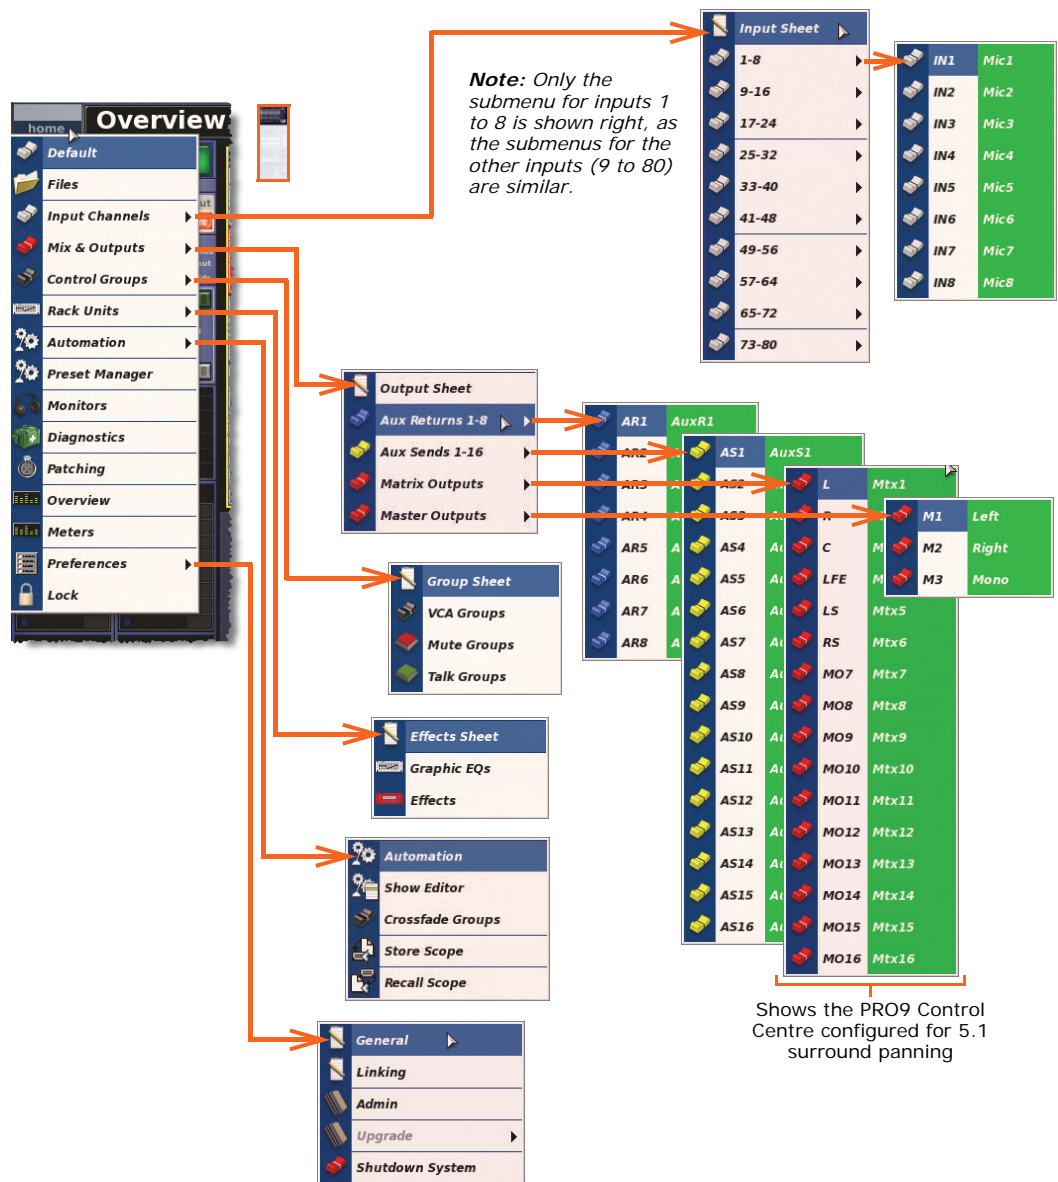 home
Overview
Default
Files
Input Channels
Mix & Outputs
Control Groups
Rack Units
Automation
Preset Manager
Monitors
Diagnostics
Patching
Overview
Meters
Preferences
Lock
Note: Only the
submenu for inputs 1
to 8 is shown right, as
the submenus for the
other inputs (9 to 80)
are similar.
Input Sheet
1-8
9-16
17-24
25-32
33-40
41-48
49-56
57-64
65-72
73-80
IN1 Mic1
IN2 Mic2
IN3 Mic3
IN4 Mic4
IN5 Mic5
IN6 Mic6
IN7 Mic7
IN8 Mic8
Output Sheet
Aux Returns 1-8
Aux Sends 1-16
Matrix Outputs
Master Outputs
AR1 AuxR1
AR2
AR3
AR4
AR5 A
AR6 A
AR7 A
AR8 A
AS1 AuxS1
AS2
AS3
AS4
AS5
AS6
AS7
AS8
AS9
AS10
AS11
AS12
AS13
AS14
AS15
AS16
L Mtx1
R
C M
LFE M
LS Mtx5
RS Mtx6
MO7 Mtx7
MO8 Mtx8
MO9 Mtx9
MO10 Mtx10
MO11 Mtx11
MO12 Mtx12
MO13 Mtx13
MO14 Mtx14
MO15 Mtx15
MO16 Mtx16
M1 Left
M2 Right
M3 Mono
Shows the PRO9 Control
Centre configured for 5.1
surround panning
Group Sheet
VCA Groups
Mute Groups
Talk Groups
Effects Sheet
Graphic EQs
Effects
Automation
Show Editor
Crossfade Groups
Store Scope
Recall Scope
General
Linking
Admin
Upgrade
Shutdown System